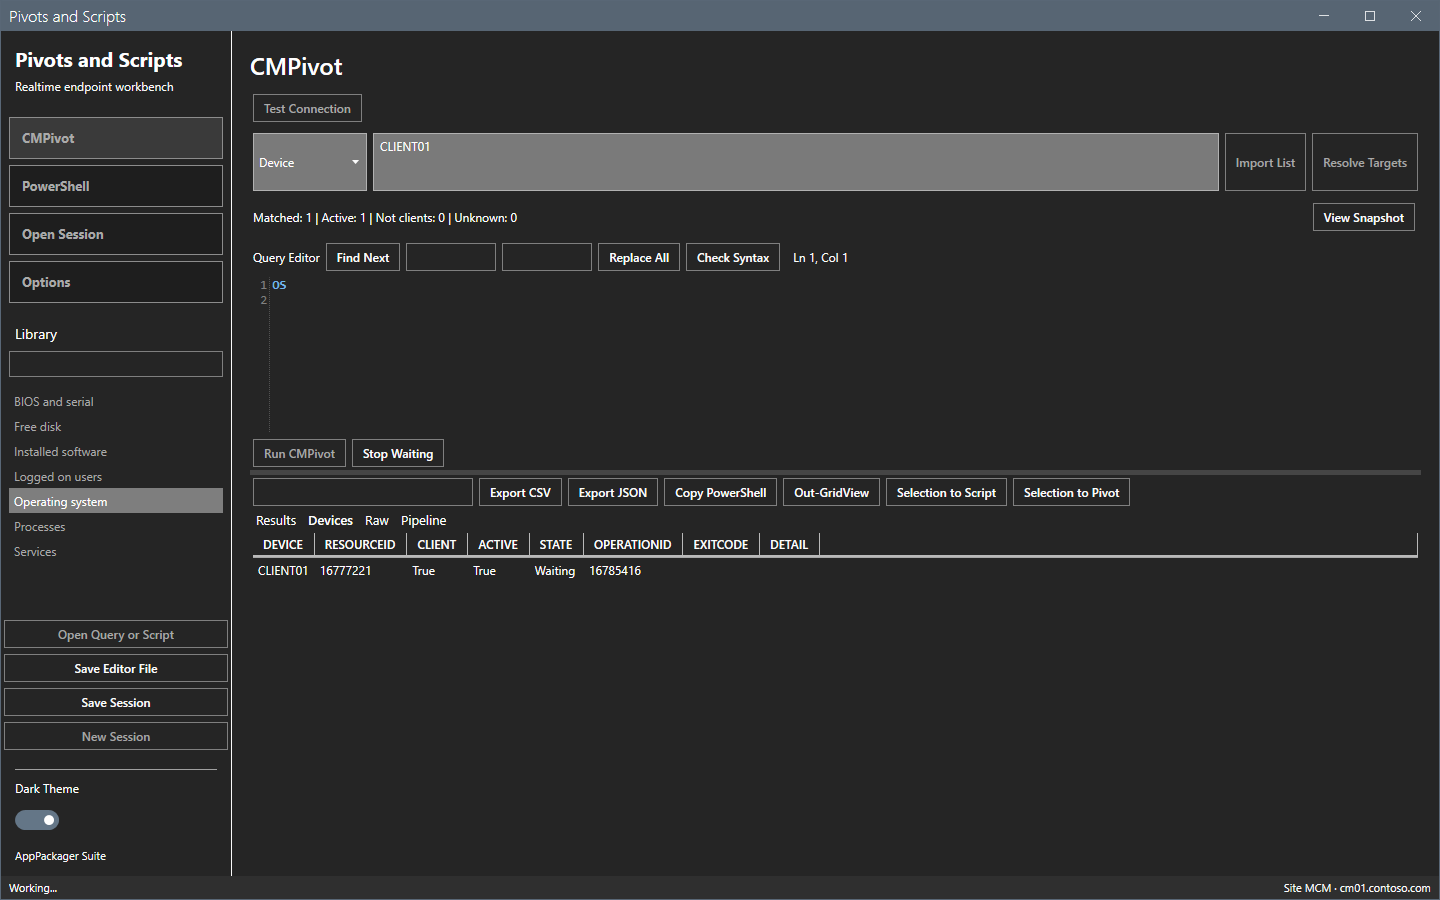 Pivots and Scripts
Pivots and Scripts
Realtime endpoint workbench
CMPivot
PowerShell
Open Session
Options
Library
BIOS and serial
Free disk
Installed software
Logged on users
Operating system
Processes
Services
Open Query or Script
Save Editor File
Save Session
New Session
Dark Theme
AppPackager Suite
CMPivot
Test Connection
Device CLIENT01 Import List Resolve Targets
Matched: 1 | Active: 1 | Not clients: 0 | Unknown: 0 View Snapshot
Query Editor Find Next Replace All Check Syntax Ln 1, Col 1
1 OS
2
Run CMPivot Stop Waiting
Export CSV Export JSON Copy PowerShell Out-GridView Selection to Script Selection to Pivot
Results Devices Raw Pipeline
DEVICE RESOURCEID CLIENT ACTIVE STATE OPERATIONID EXITCODE DETAIL
CLIENT01 16777221 True True Waiting 16785416
Working... Site MCM · cm01.contoso.com